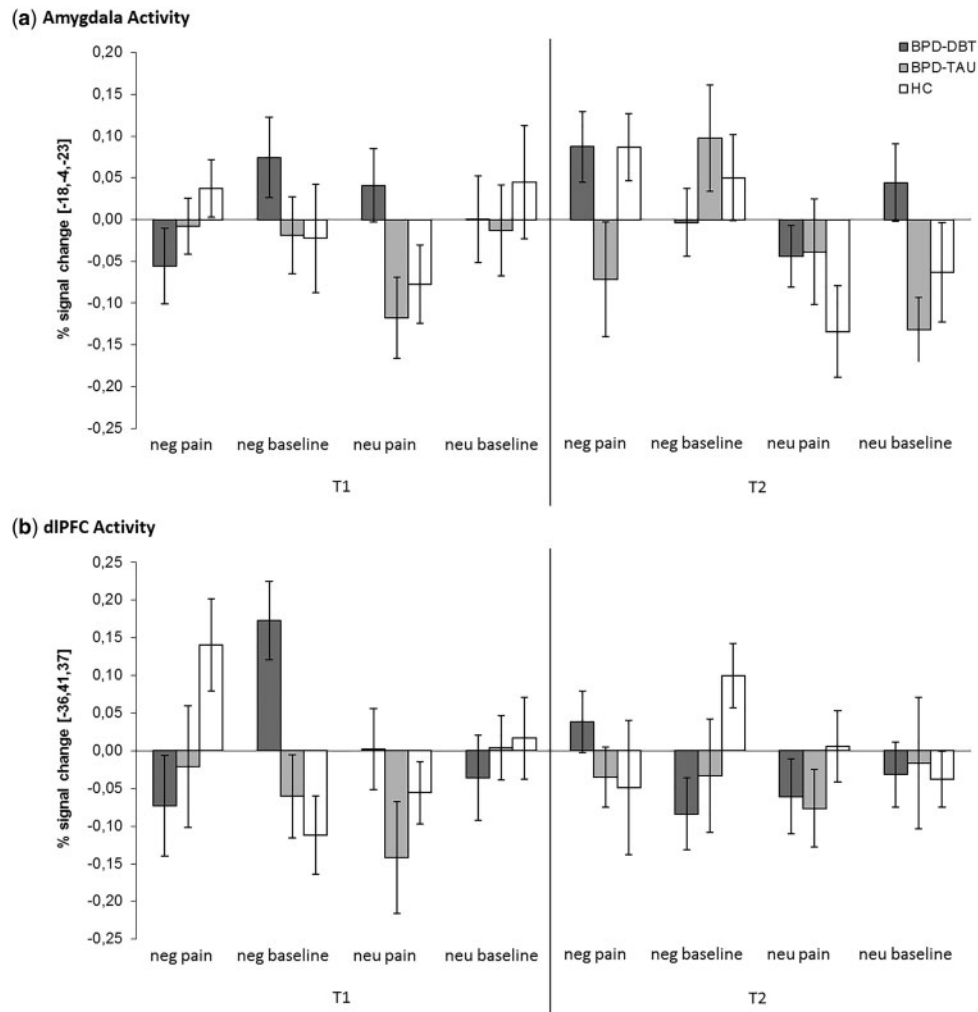 (a) Amygdala Activity
BPD-DBT
BPD-TAU
HC
% signal change [-18,-4,-23]
0,20
0,15
0,10
0,05
0,00
-0,05
-0,10
-0,15
-0,20
-0,25
neg pain neg baseline neu pain neu baseline neg pain neg baseline neu pain neu baseline
T1 T2
(b) dlPFC Activity
% signal change [-36,41,37]
0,25
0,20
0,15
0,10
0,05
0,00
-0,05
-0,10
-0,15
-0,20
-0,25
neg pain neg baseline neu pain neu baseline neg pain neg baseline neu pain neu baseline
T1 T2